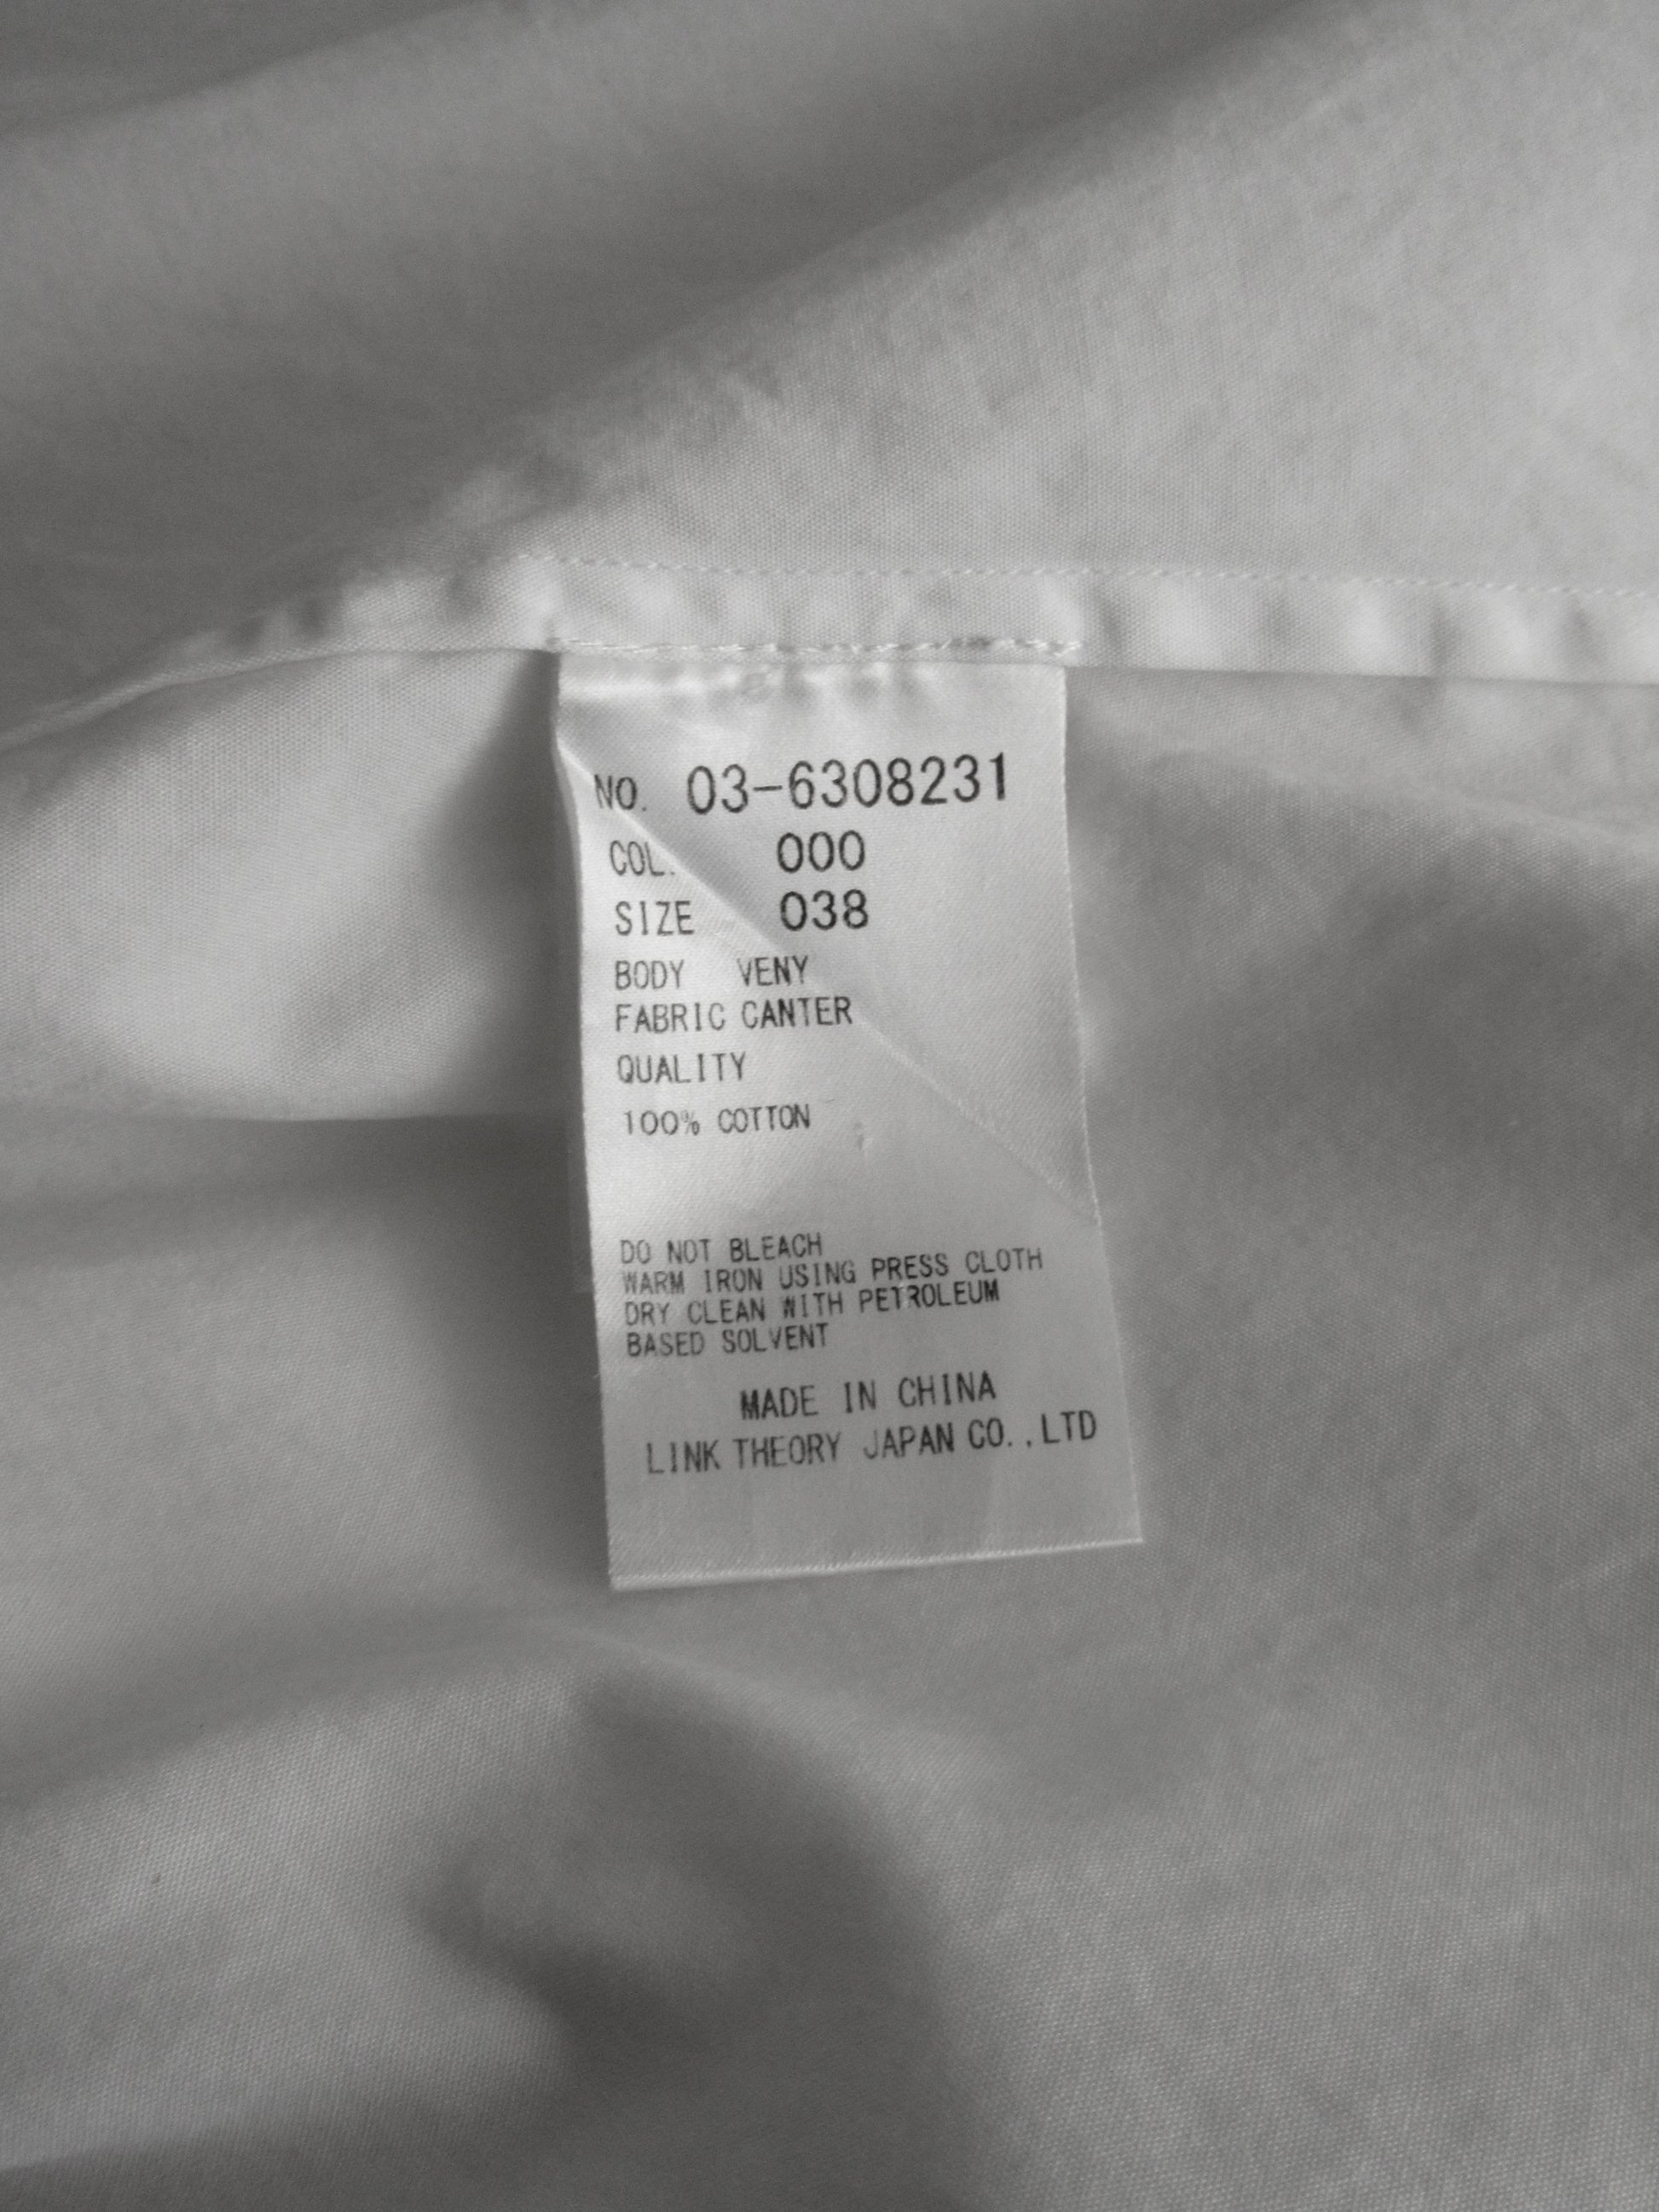 NO. 03-6308231
COL. 000
SIZE 038
BODY VENY
FABRIC CANTER
QUALITY
100% COTTON
DO NOT BLEACH
WARM IRON USING PRESS CLOTH
DRY CLEAN WITH PETROLEUM
BASED SOLVENT
MADE IN CHINA
LINK THEORY JAPAN CO.,LTD